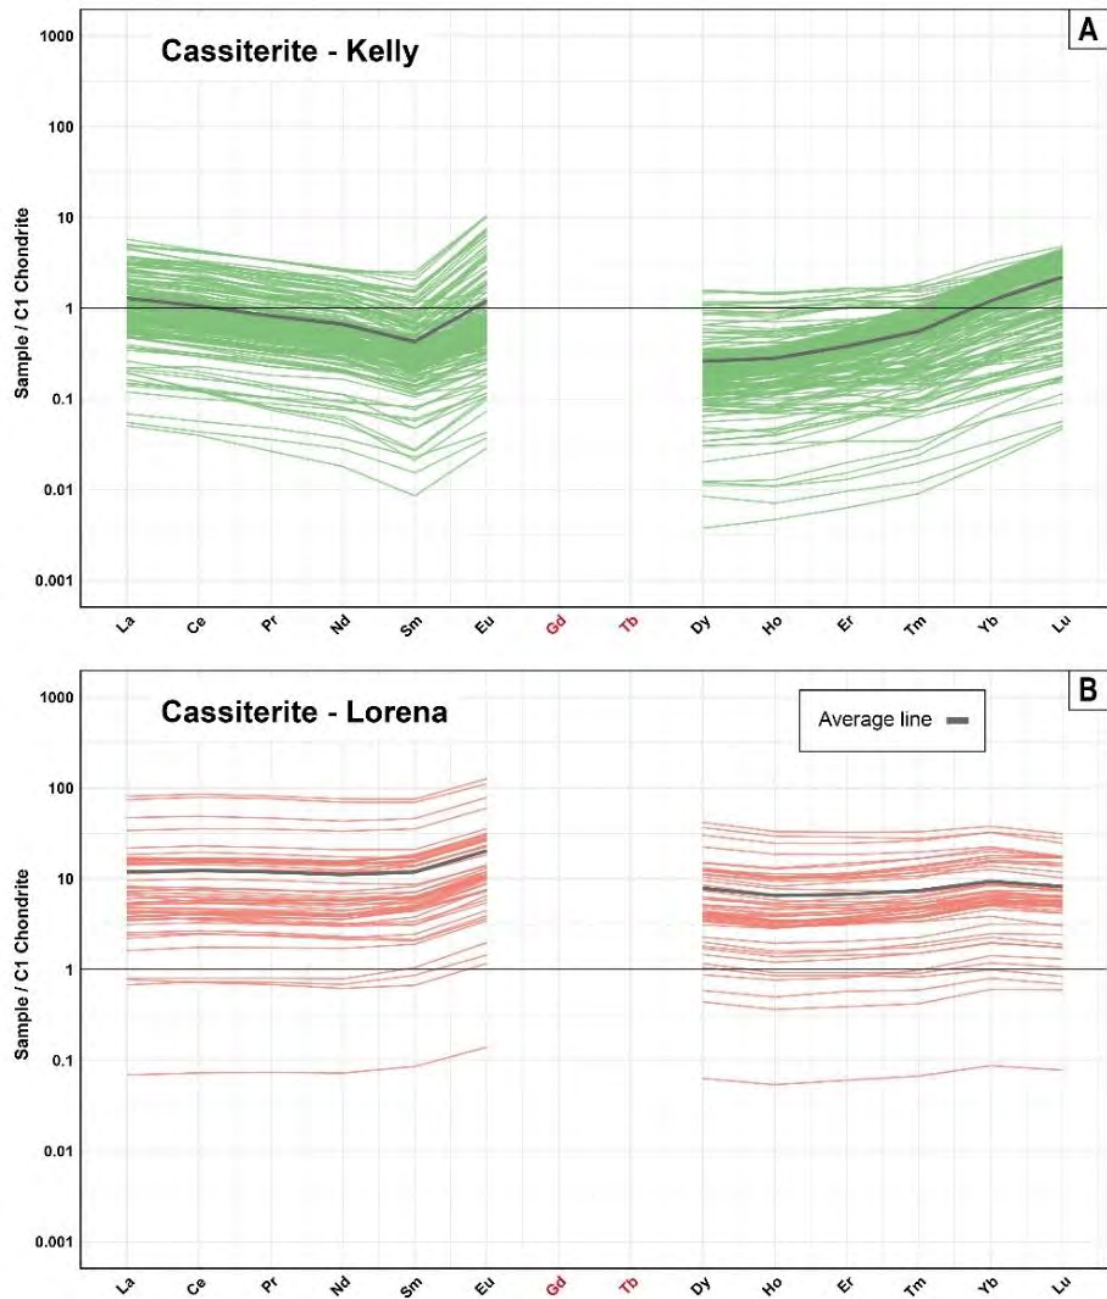 A
Cassiterite - Kelly
1000
100
10
1
0.1
0.01
0.001
Sample / C1 Chondrite
La Ce Pr Nd Sm Eu Gd Tb Dy Ho Er Tm Yb Lu
B
Cassiterite - Lorena
Average line
1000
100
10
1
0.1
0.01
0.001
Sample / C1 Chondrite
La Ce Pr Nd Sm Eu Gd Tb Dy Ho Er Tm Yb Lu